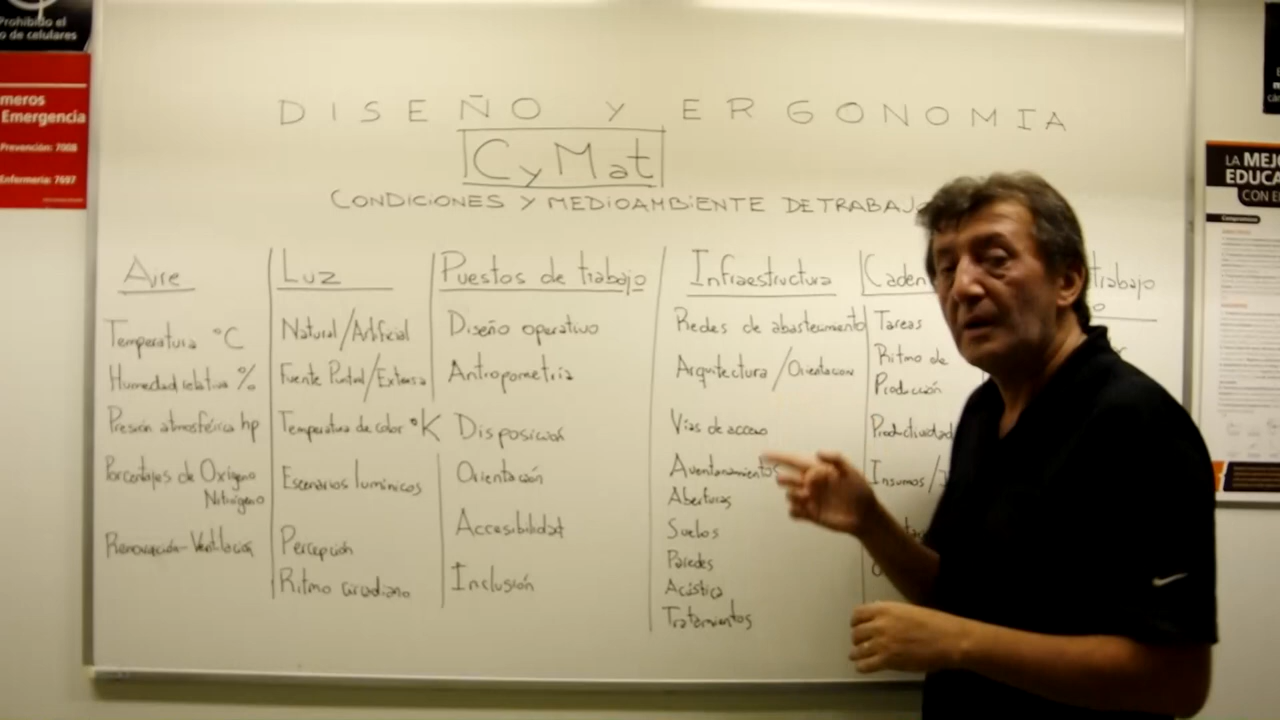 Prohibido el
o de celulares
meros
Emergencia
Prevención: 7008
Enfermería: 7697
DISEÑO Y ERGONOMIA
CyMat
CONDICIONES Y MEDIOAMBIENTE DE TRABAJO
Aire
Temperatura °C
Humedad relativa %
Presión atmosférica hp
Porcentajes de Oxígeno
Nitrógeno
Renovación-Ventilación
Luz
Natural/Artificial
Fuente Puntual/Extensa
Temperatura de color °K
Escenarios lumínicos
Percepción
Ritmo circadiano
Puestos de trabajo
Diseño operativo
Antropometría
Disposición
Orientación
Accesibilidad
Inclusión
Infraestructura
Redes de abastecimiento
Arquitectura/Orientación
Vías de acceso
Aventanamientos
Aberturas
Suelos
Paredes
Acústica
Tratamientos
Caden
Tareas
Ritmo de
Producción
Productividad
Insumos/
trabajo
LA MEJO
EDUCA
CON E
Compromiso